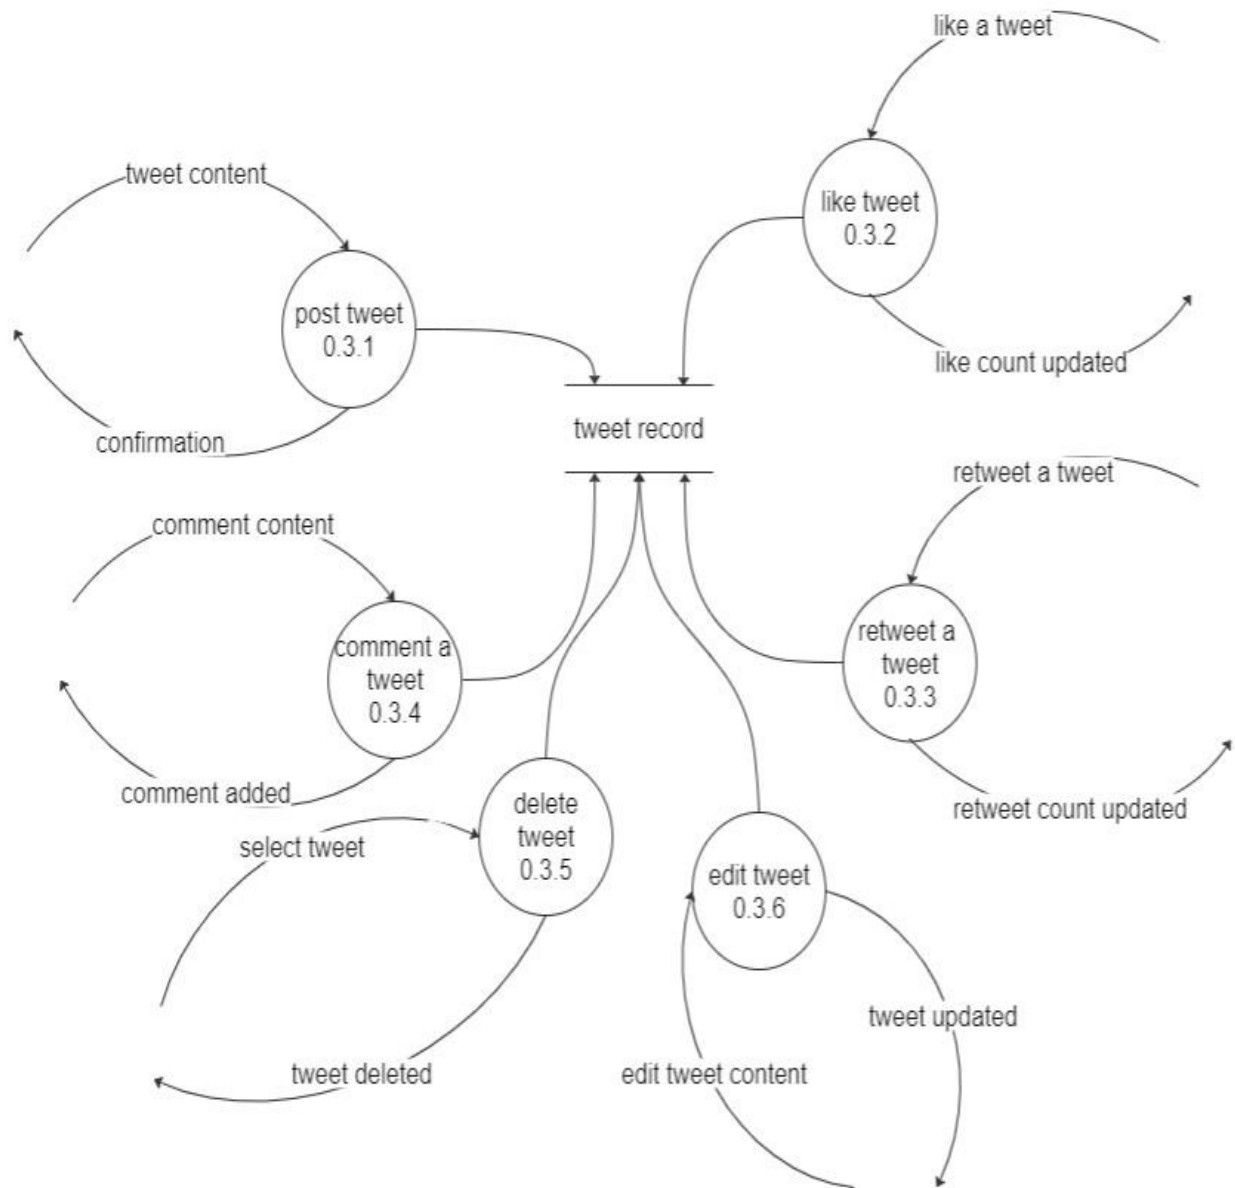 like a tweet
tweet content
like tweet
0.3.2
post tweet
0.3.1
like count updated
confirmation
tweet record
retweet a tweet
comment content
retweet a
tweet
0.3.3
comment a
tweet
0.3.4
comment added
retweet count updated
select tweet
delete
tweet
0.3.5
edit tweet
0.3.6
tweet updated
tweet deleted
edit tweet content